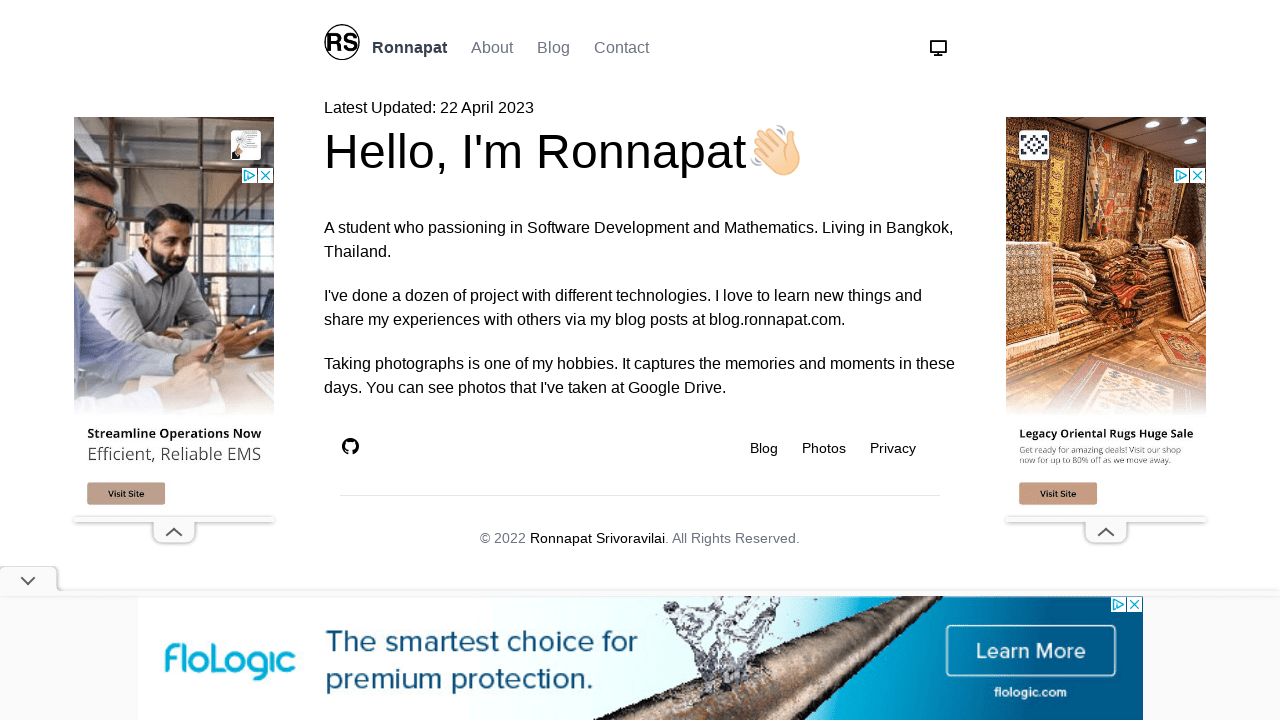 RS
Ronnapat About Blog Contact
Latest Updated: 22 April 2023
Hello, I'm Ronnapat👋🏻
A student who passioning in Software Development and Mathematics. Living in Bangkok,
Thailand.
I've done a dozen of project with different technologies. I love to learn new things and
share my experiences with others via my blog posts at blog.ronnapat.com.
Taking photographs is one of my hobbies. It captures the memories and moments in these
days. You can see photos that I've taken at Google Drive.
Blog Photos Privacy
© 2022 Ronnapat Srivoravilai. All Rights Reserved.
Streamline Operations Now
Efficient, Reliable EMS
Visit Site
Legacy Oriental Rugs Huge Sale
Get ready for amazing deals! Visit our shop
now for up to 80% off as we move away.
Visit Site
FloLogic
The smartest choice for
premium protection.
Learn More
flologic.com